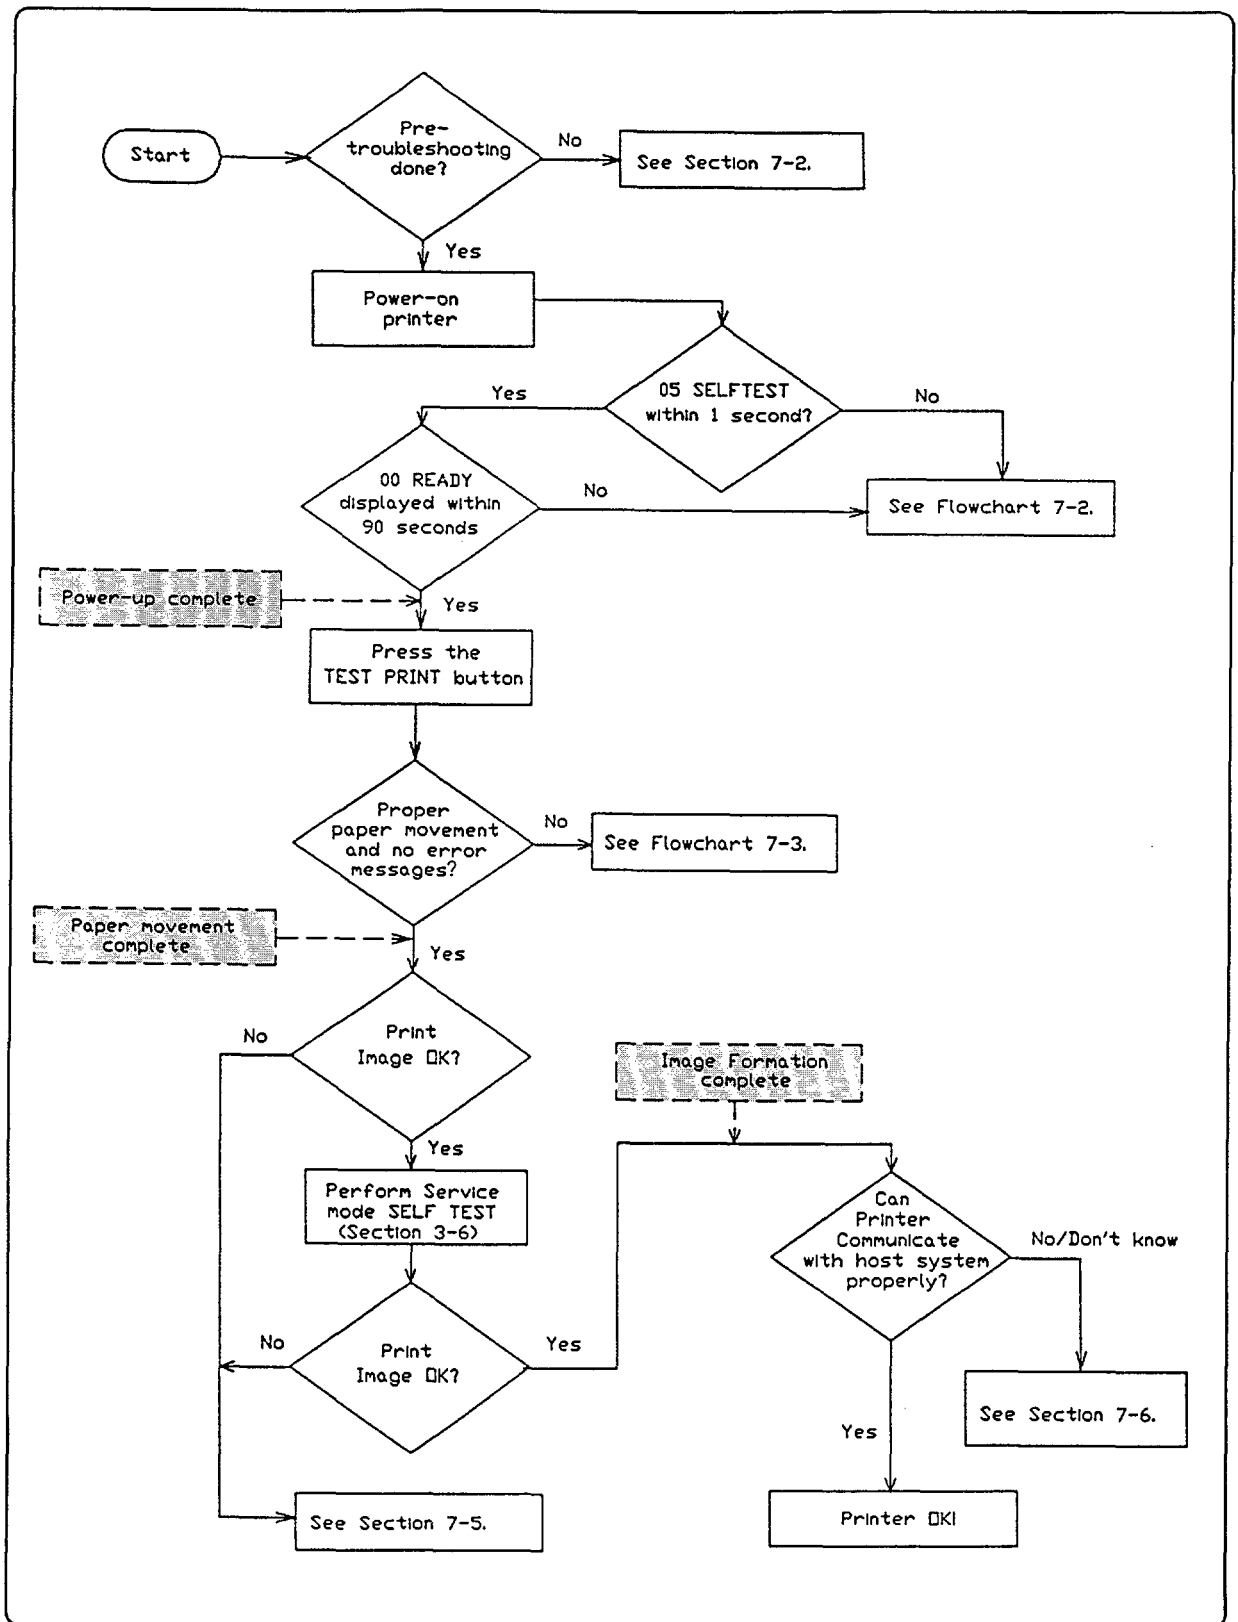 Start
Pre-
troubleshooting
done?
No
See Section 7-2.
Yes
Power-on
printer
05 SELFTEST
within 1 second?
Yes
No
00 READY
displayed within
90 seconds
No
See Flowchart 7-2.
Power-up complete
Yes
Press the
TEST PRINT button
Proper
paper movement
and no error
messages?
No
See Flowchart 7-3.
Paper movement
complete
Yes
Print
Image OK?
No
Image Formation
complete
Yes
Perform Service
mode SELF TEST
(Section 3-6)
Can
Printer
Communicate
with host system
properly?
No/Don't know
Print
Image OK?
No
Yes
See Section 7-6.
Yes
See Section 7-5.
Printer OK!